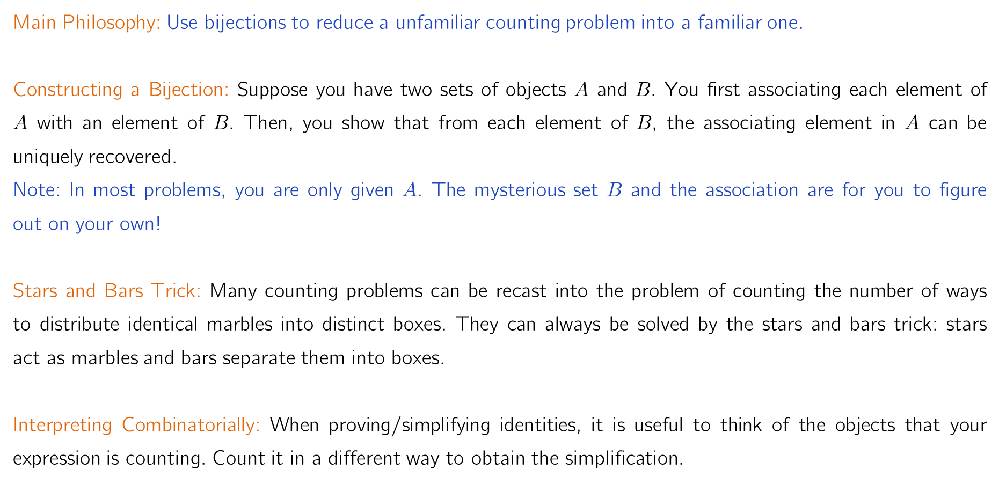 Main Philosophy: Use bijections to reduce a unfamiliar counting problem into a familiar one.
Constructing a Bijection: Suppose you have two sets of objects A and B. You first associating each element of
A with an element of B. Then, you show that from each element of B, the associating element in A can be
uniquely recovered.
Note: In most problems, you are only given A. The mysterious set B and the association are for you to figure
out on your own!
Stars and Bars Trick: Many counting problems can be recast into the problem of counting the number of ways
to distribute identical marbles into distinct boxes. They can always be solved by the stars and bars trick: stars
act as marbles and bars separate them into boxes.
Interpreting Combinatorially: When proving/simplifying identities, it is useful to think of the objects that your
expression is counting. Count it in a different way to obtain the simplification.